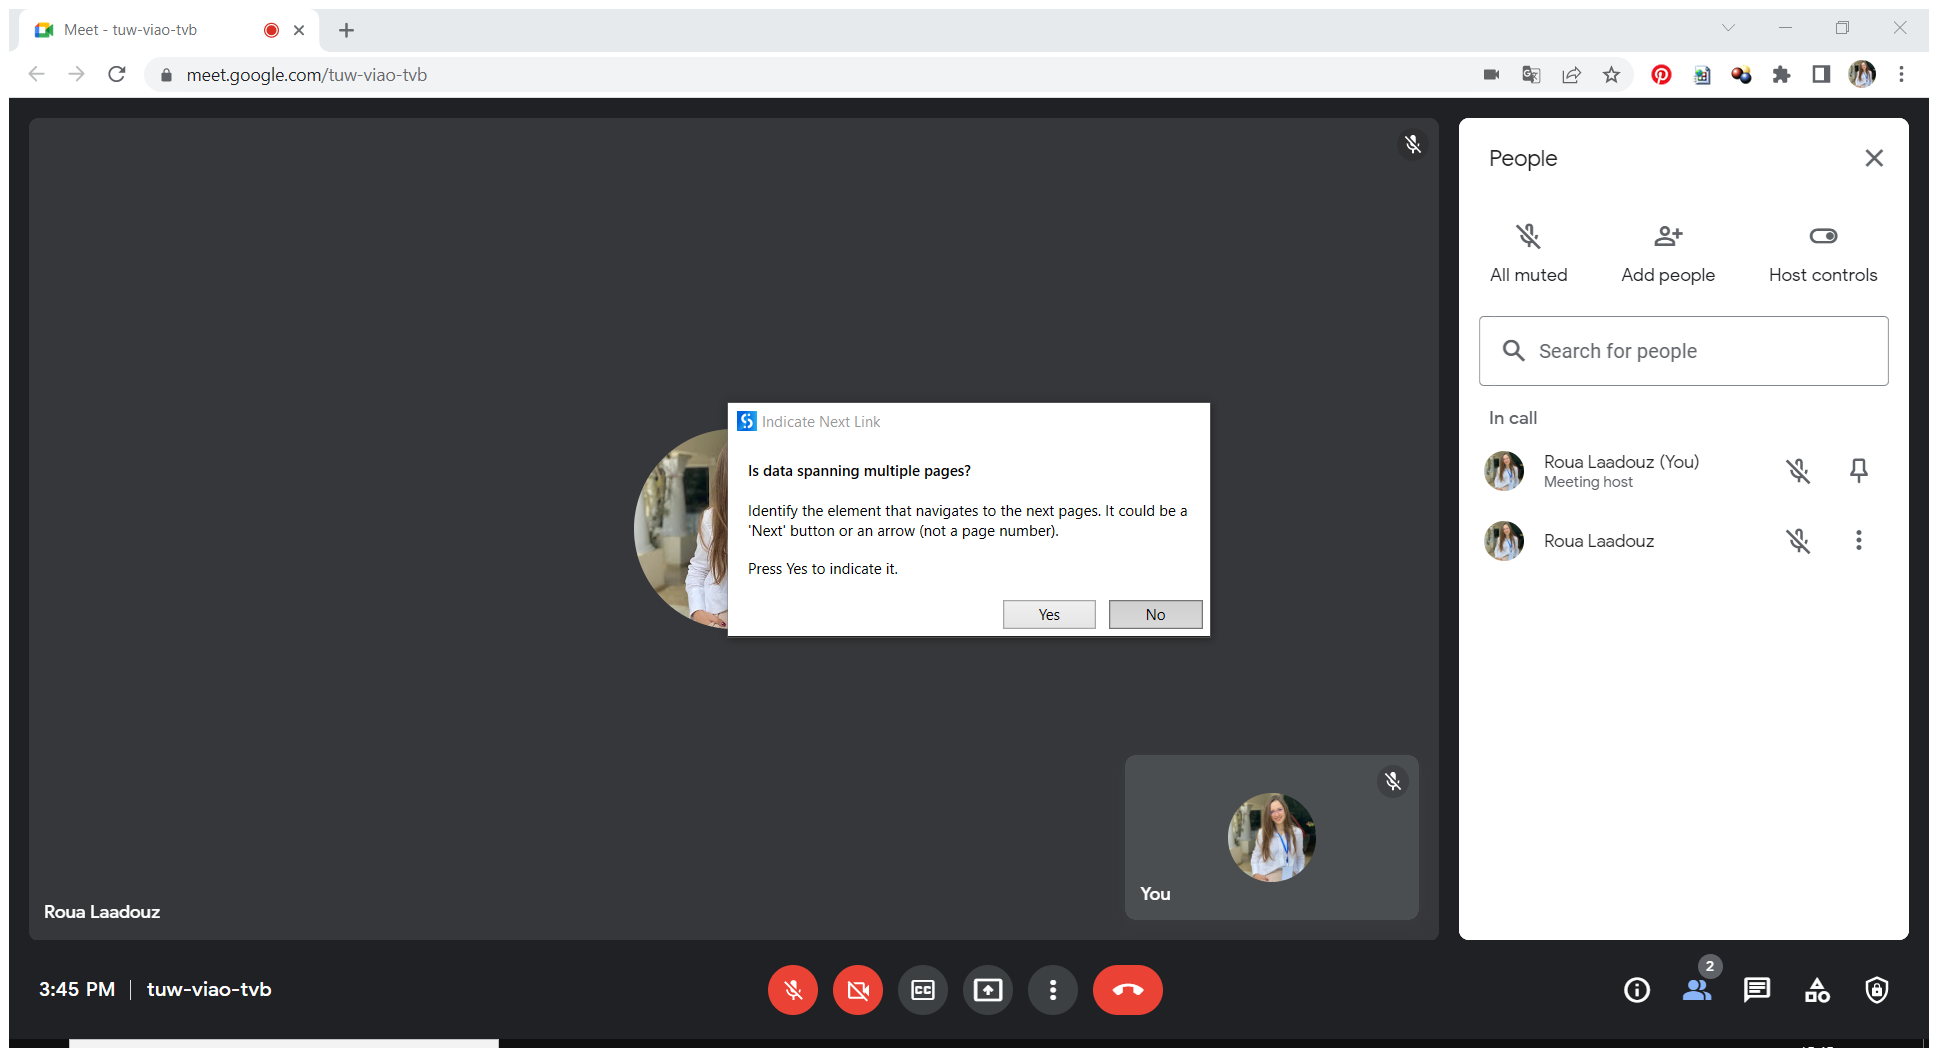 Meet - tuw-viao-tvb
meet.google.com/tuw-viao-tvb
People
All muted
Add people
Host controls
Search for people
In call
Roua Laadouz (You)
Meeting host
Roua Laadouz
Indicate Next Link
Is data spanning multiple pages?
Identify the element that navigates to the next pages. It could be a
'Next' button or an arrow (not a page number).
Press Yes to indicate it.
Yes
No
You
Roua Laadouz
3:45 PM | tuw-viao-tvb
CC
2